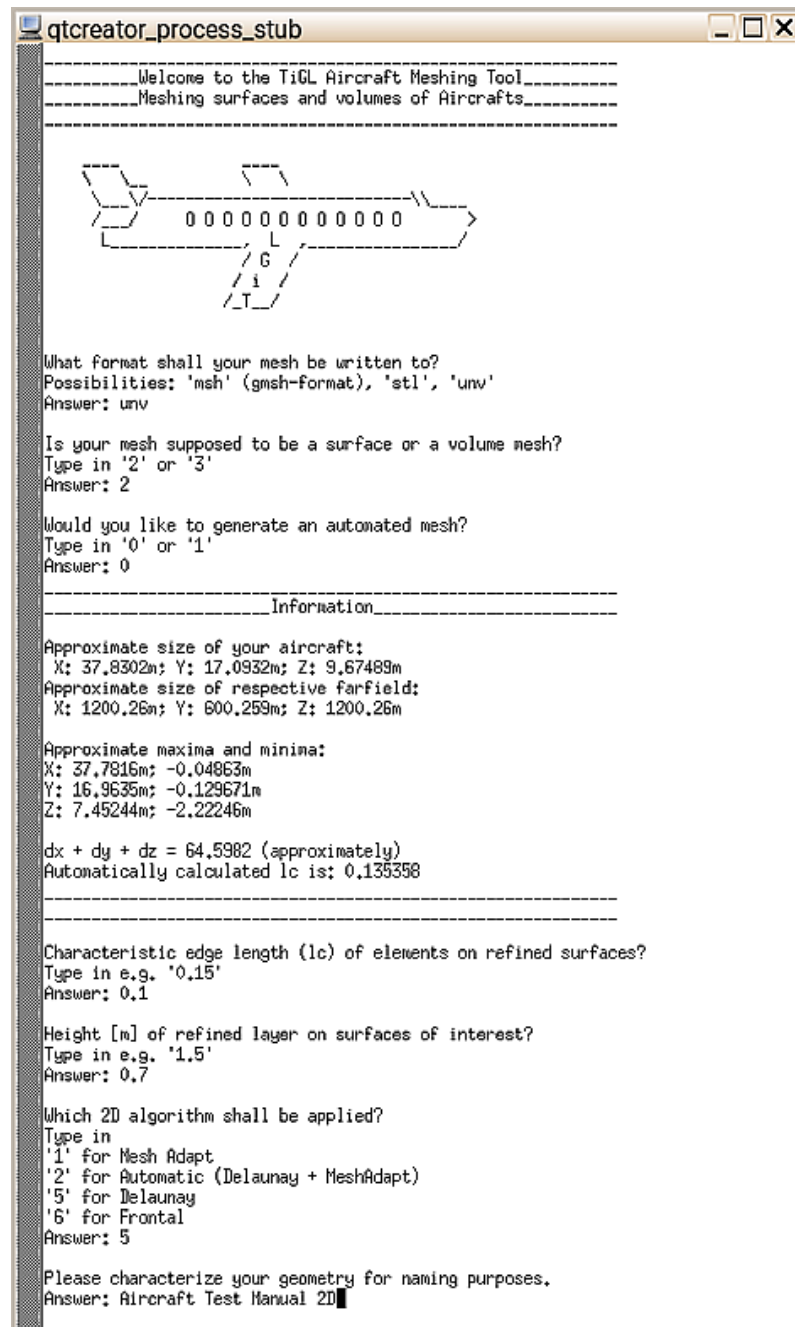 qtcreator_process_stub
__________Welcome to the TiGL Aircraft Meshing Tool__________
__________Meshing surfaces and volumes of Aircrafts__________
0 0 0 0 0 0 0 0 0 0 0 0
L
G
i
T
What format shall your mesh be written to?
Possibilities: 'msh' (gmsh-format), 'stl', 'unv'
Answer: unv
Is your mesh supposed to be a surface or a volume mesh?
Type in '2' or '3'
Answer: 2
Would you like to generate an automated mesh?
Type in '0' or '1'
Answer: 0
________________________Information__________________________
Approximate size of your aircraft:
X: 37.8302m; Y: 17.0932m; Z: 9.67489m
Approximate size of respective farfield:
X: 1200.26m; Y: 600.259m; Z: 1200.26m
Approximate maxima and minima:
X: 37.7816m; -0.04863m
Y: 16.9635m; -0.129671m
Z: 7.45244m; -2.22246m
dx + dy + dz = 64.5982 (approximately)
Automatically calculated lc is: 0.135358
Characteristic edge length (lc) of elements on refined surfaces?
Type in e.g. '0.15'
Answer: 0.1
Height [m] of refined layer on surfaces of interest?
Type in e.g. '1.5'
Answer: 0.7
Which 2D algorithm shall be applied?
Type in
'1' for Mesh Adapt
'2' for Automatic (Delaunay + MeshAdapt)
'5' for Delaunay
'6' for Frontal
Answer: 5
Please characterize your geometry for naming purposes.
Answer: Aircraft Test Manual 2D